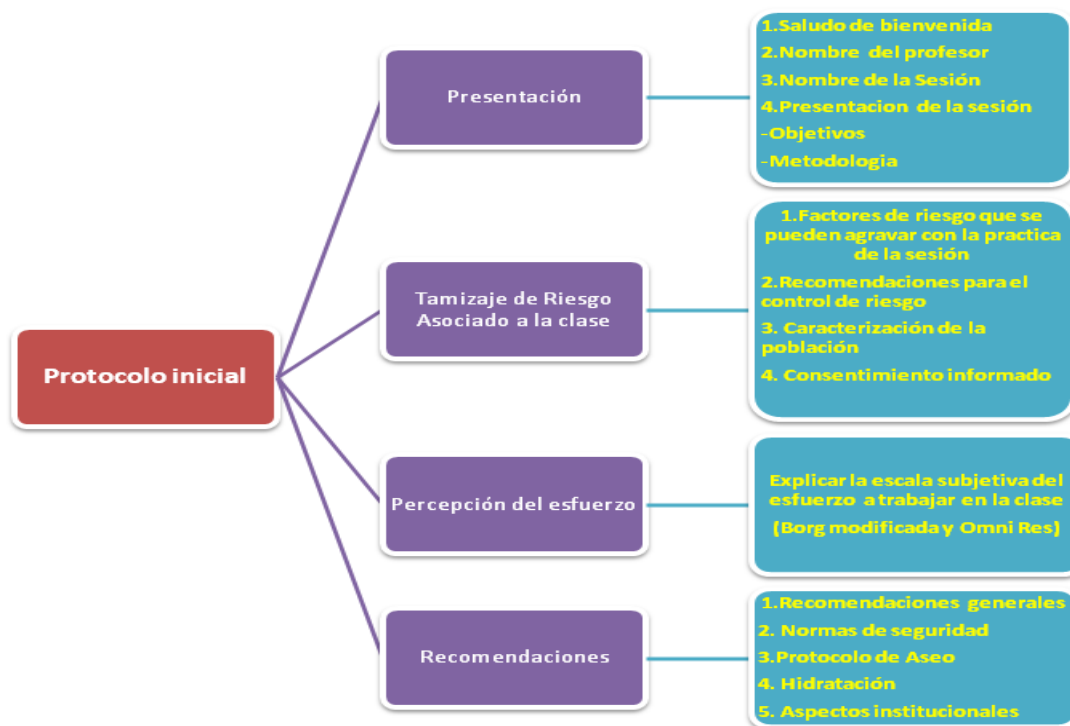 Protocolo inicial
Presentación
1.Saludo de bienvenida
2.Nombre del profesor
3.Nombre de la Sesión
4.Presentacion de la sesión
-Objetivos
-Metodologia
Tamizaje de Riesgo
Asociado a la clase
1.Factores de riesgo que se
pueden agravar con la practica
de la sesión
2.Recomendaciones para el
control de riesgo
3. Caracterización de la
población
4. Consentimiento informado
Percepción del esfuerzo
Explicar la escala subjetiva del
esfuerzo a trabajar en la clase
(Borg modificada y Omni Res)
Recomendaciones
1.Recomendaciones generales
2. Normas de seguridad
3.Protocolo de Aseo
4. Hidratación
5. Aspectos institucionales